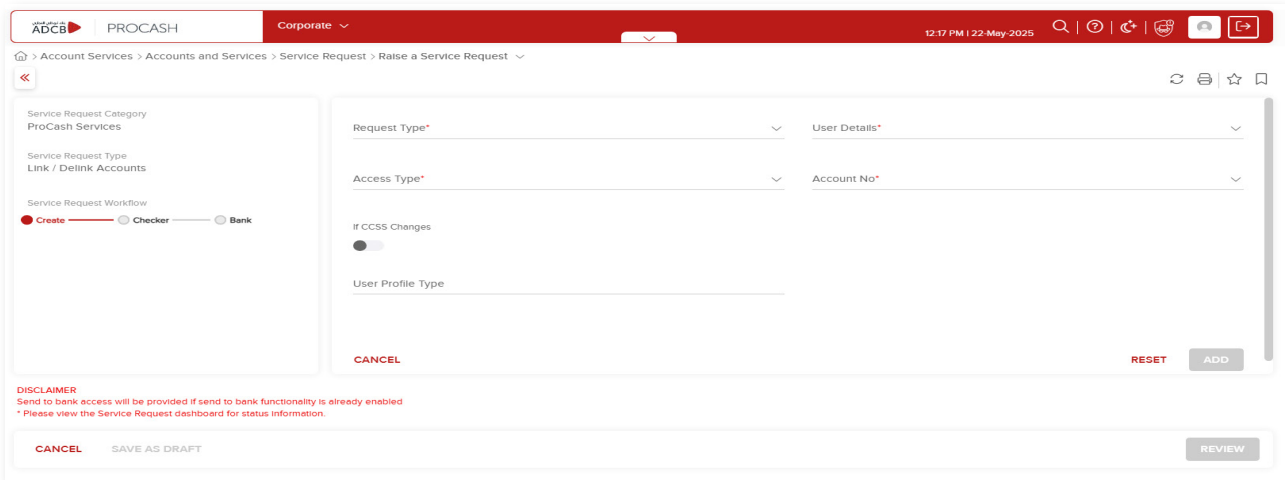 ADCB
PROCASH
Corporate
12:17 PM | 22-May-2025
> Account Services > Accounts and Services > Service Request > Raise a Service Request
Service Request Category
ProCash Services
Service Request Type
Link / Delink Accounts
Service Request Workflow
Create
Checker
Bank
Request Type*
User Details*
Access Type*
Account No*
If CCSS Changes
User Profile Type
CANCEL
RESET
ADD
DISCLAIMER
Send to bank access will be provided if send to bank functionality is already enabled
* Please view the Service Request dashboard for status information.
CANCEL
SAVE AS DRAFT
REVIEW